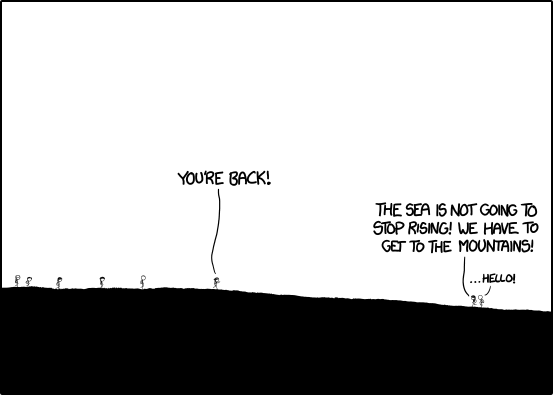 YOU'RE BACK!
THE SEA IS NOT GOING TO
STOP RISING! WE HAVE TO
GET TO THE MOUNTAINS!
...HELLO!